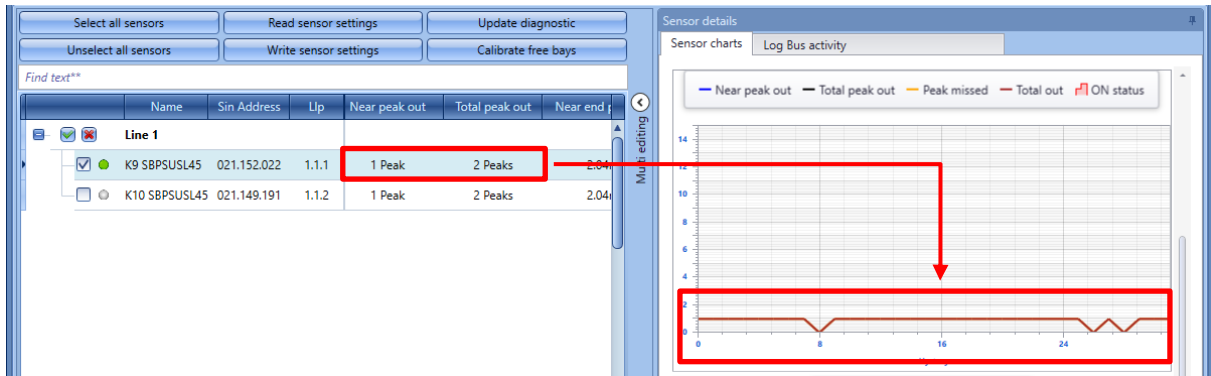 Select all sensors
Read sensor settings
Update diagnostic
Unselect all sensors
Write sensor settings
Calibrate free bays
Find text**
Name
Sin Address
Llp
Near peak out
Total peak out
Near end
Line 1
K9 SBPSUSL45
021.152.022
1.1.1
1 Peak
2 Peaks
K10 SBPSUSL45
021.149.191
1.1.2
1 Peak
2 Peaks
2.04
Multi editing
Sensor details
Sensor charts
Log Bus activity
Near peak out
Total peak out
Peak missed
Total out
ON status
14
12
10
8
6
4
2
0
0
8
16
24